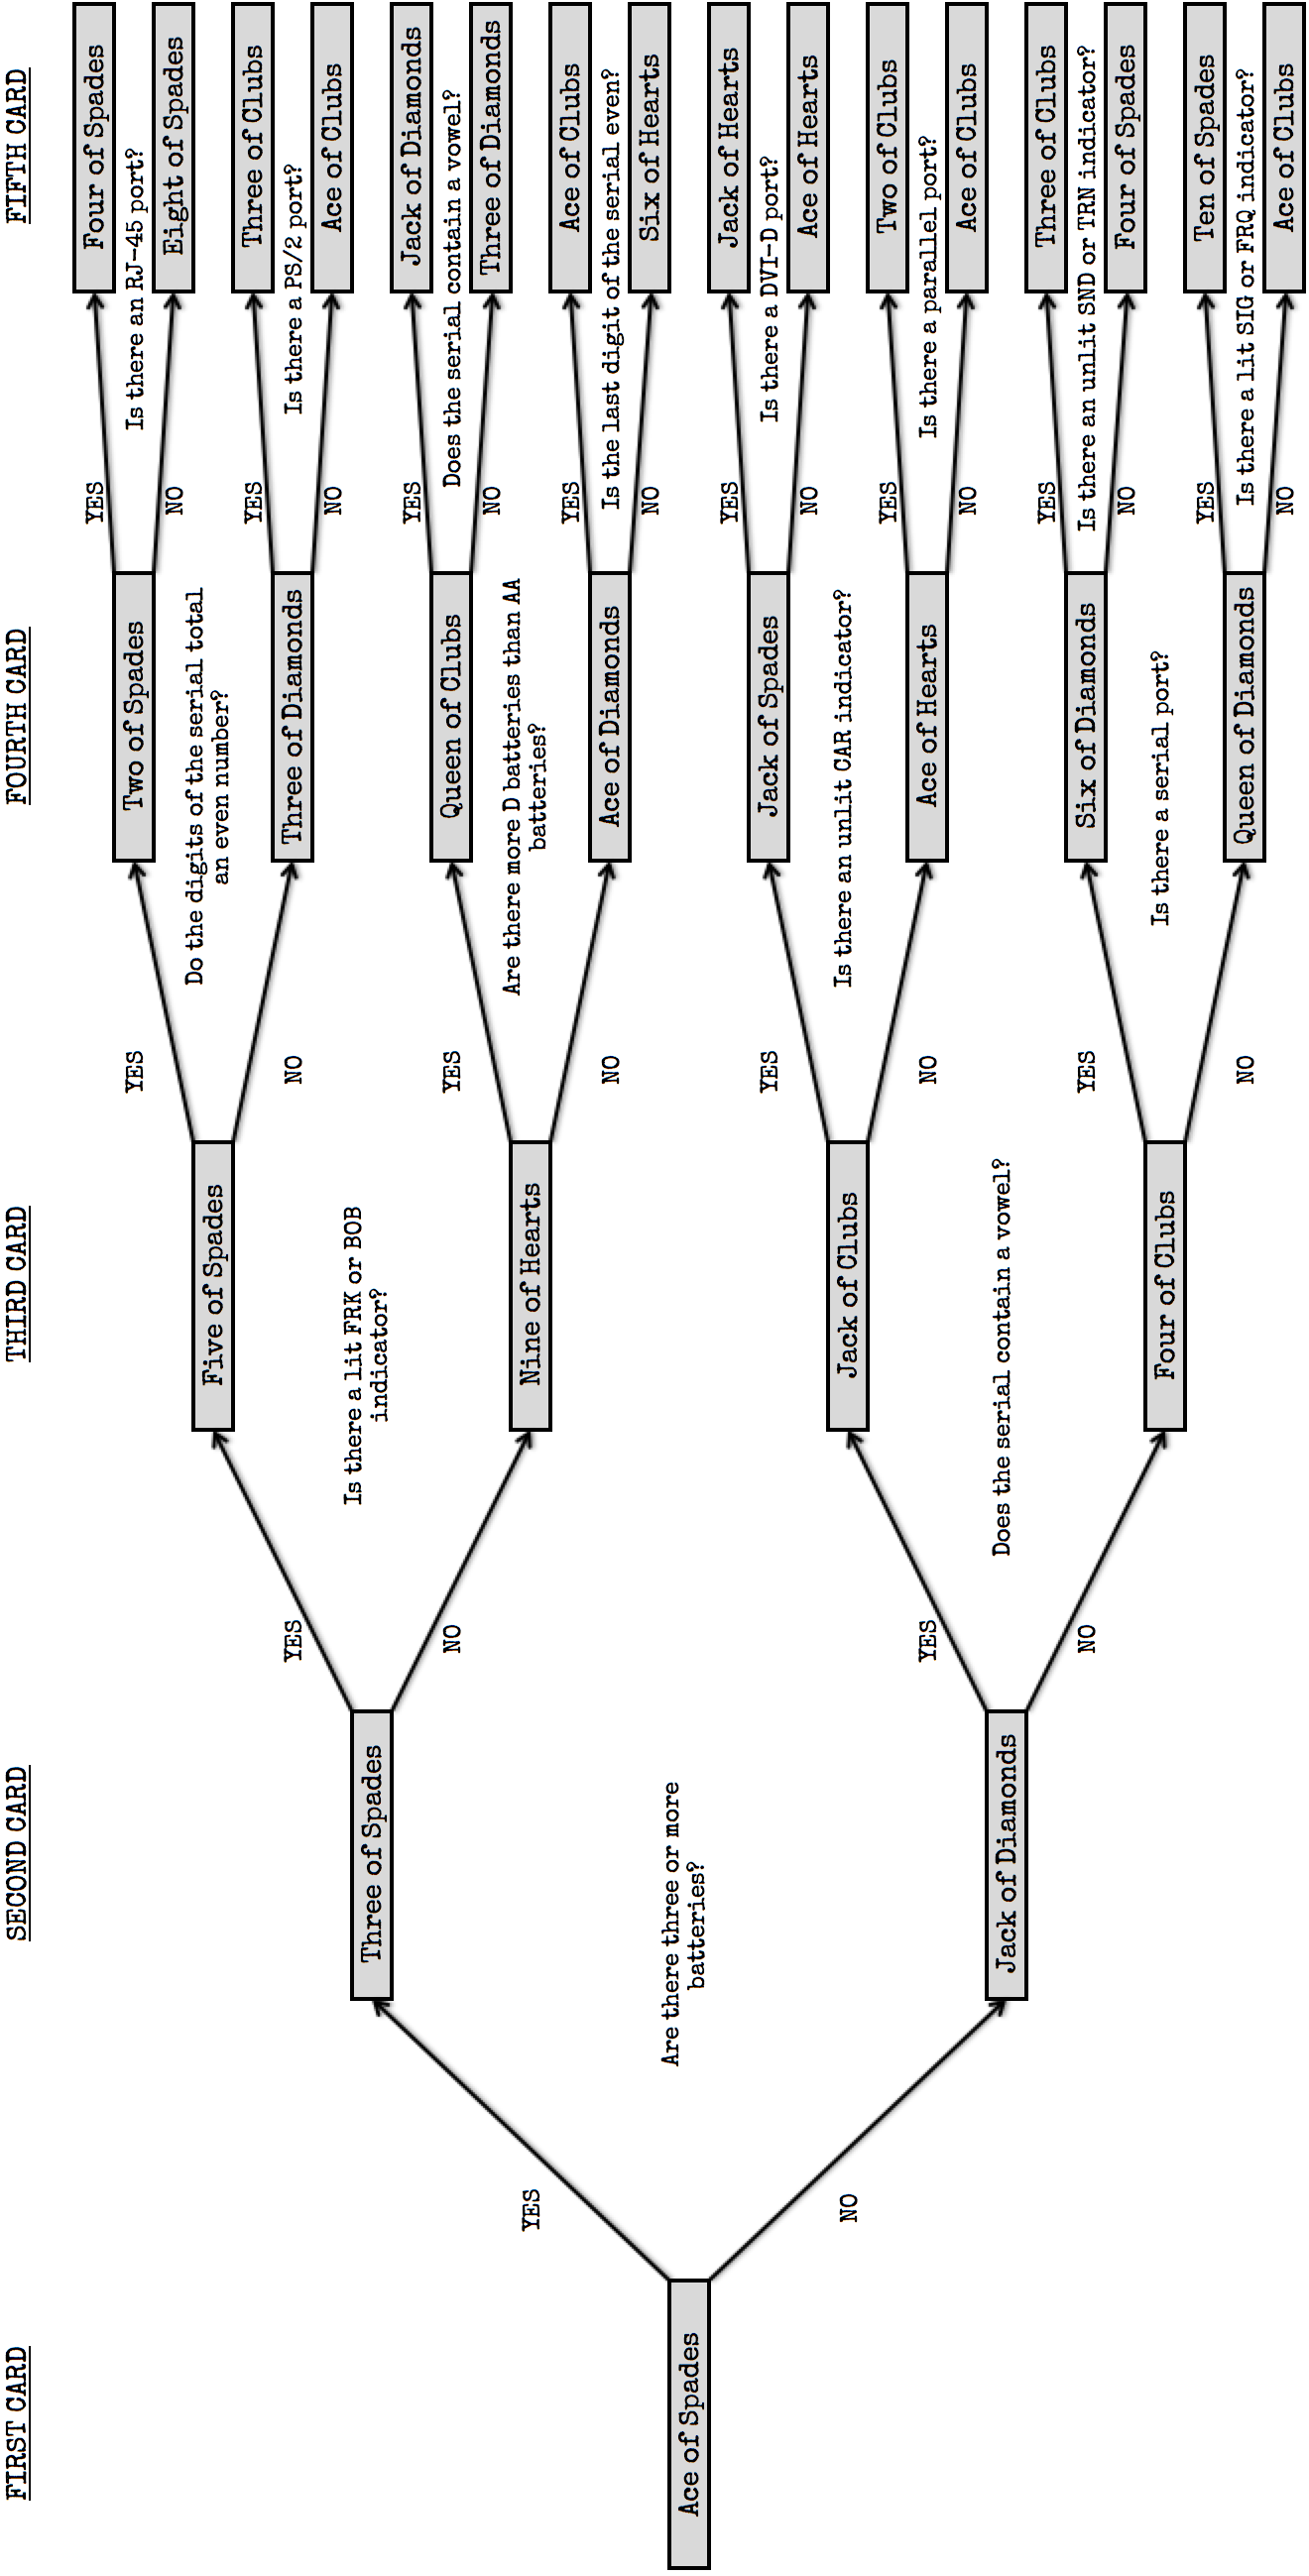 FIRST CARD
SECOND CARD
THIRD CARD
FOURTH CARD
FIFTH CARD
Ace of Spades
YES
NO
Are there three or more
batteries?
Three of Spades
Jack of Diamonds
YES
NO
Is there a lit FRK or BOB
indicator?
YES
NO
Does the serial contain a vowel?
Five of Spades
Nine of Hearts
Jack of Clubs
Four of Clubs
YES
NO
Do the digits of the serial total
an even number?
YES
NO
Are there more D batteries than AA
batteries?
YES
NO
Is there an unlit CAR indicator?
YES
NO
Is there a serial port?
Two of Spades
Three of Diamonds
Queen of Clubs
Ace of Diamonds
Jack of Spades
Ace of Hearts
Six of Diamonds
Queen of Diamonds
YES
Is there an RJ-45 port?
NO
YES
Is there a PS/2 port?
NO
YES
Does the serial contain a vowel?
NO
YES
Is the last digit of the serial even?
NO
YES
Is there a DVI-D port?
NO
YES
Is there a parallel port?
NO
YES
Is there an unlit SND or TRN indicator?
NO
YES
Is there a lit SIG or FRQ indicator?
NO
Four of Spades
Eight of Spades
Three of Clubs
Ace of Clubs
Jack of Diamonds
Three of Diamonds
Ace of Clubs
Six of Hearts
Jack of Hearts
Ace of Hearts
Two of Clubs
Ace of Clubs
Three of Clubs
Four of Spades
Ten of Spades
Ace of Clubs